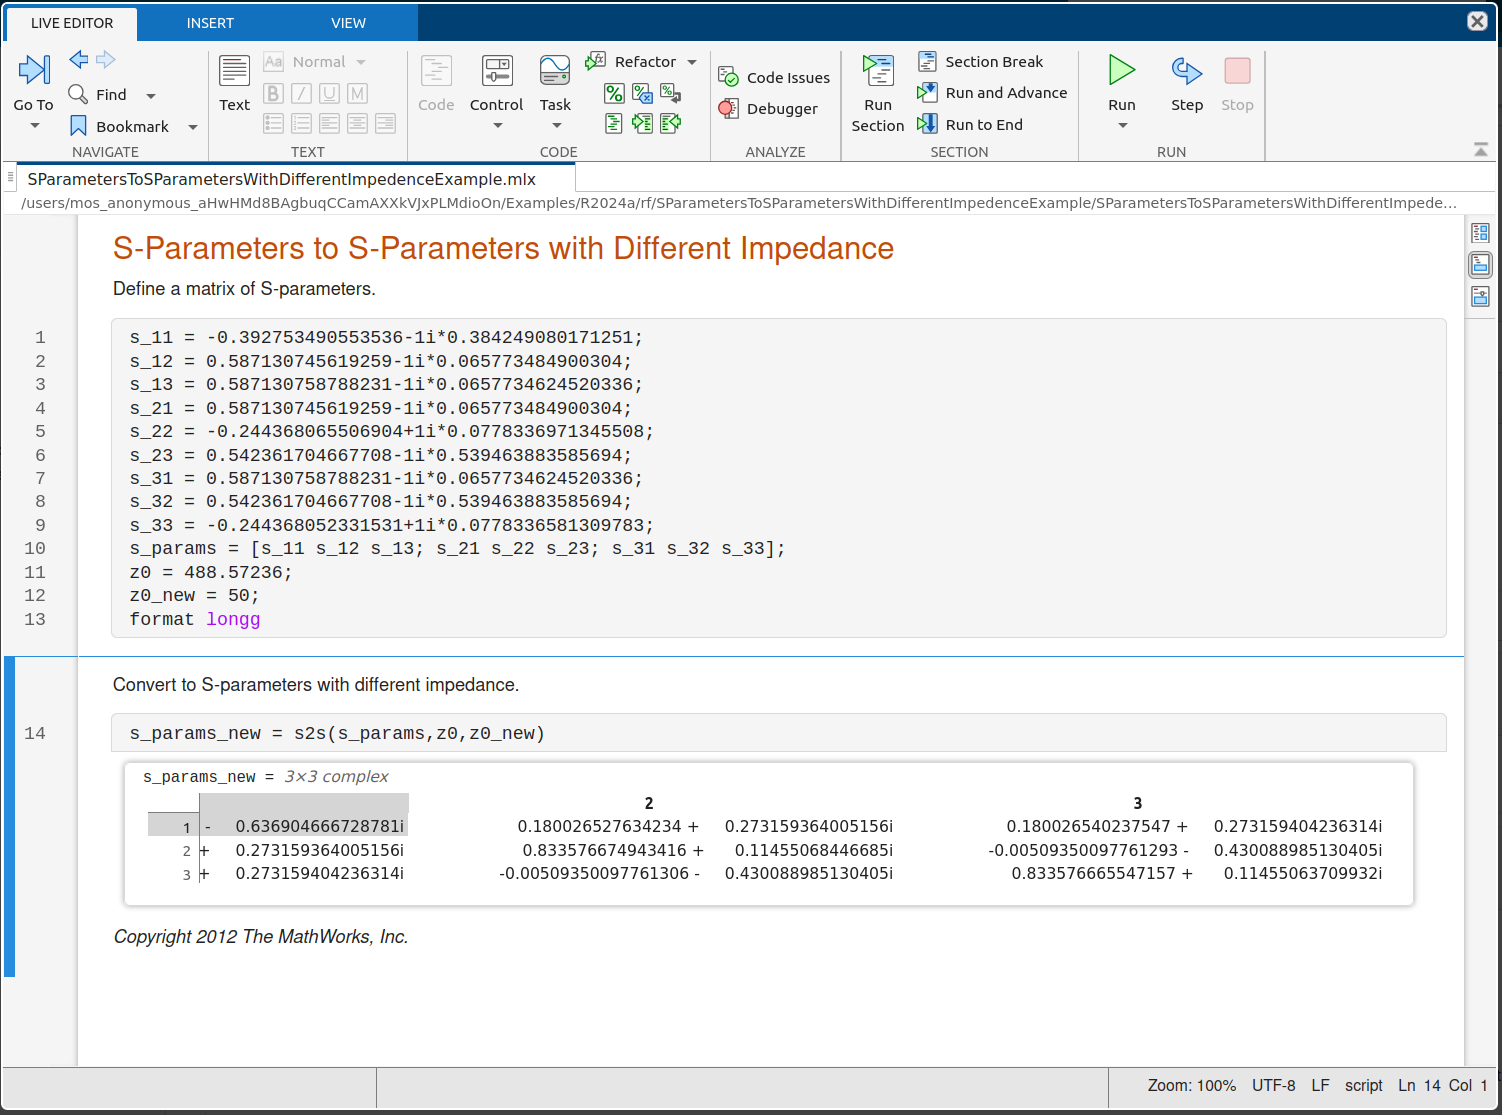 LIVE EDITOR INSERT VIEW
Go To
Find
Bookmark
NAVIGATE
Text
Aa Normal
B I U M
TEXT
Code Control Task
Refactor
CODE
Code Issues
Debugger
ANALYZE
Run Section
Section Break
Run and Advance
Run to End
SECTION
Run Step Stop
RUN
SParametersToSParametersWithDifferentImpedenceExample.mlx
/users/mos_anonymous_aHwHMd8BAgbuqCCamAXXkVJxPLMdioOn/Examples/R2024a/rf/SParametersToSParametersWithDifferentImpedenceExample/SParametersToSParametersWithDifferentImpede...
S-Parameters to S-Parameters with Different Impedance
Define a matrix of S-parameters.
1 s_11 = -0.392753490553536-1i*0.384249080171251;
2 s_12 = 0.587130745619259-1i*0.065773484900304;
3 s_13 = 0.587130758788231-1i*0.0657734624520336;
4 s_21 = 0.587130745619259-1i*0.065773484900304;
5 s_22 = -0.244368065506904+1i*0.0778336971345508;
6 s_23 = 0.542361704667708-1i*0.539463883585694;
7 s_31 = 0.587130758788231-1i*0.0657734624520336;
8 s_32 = 0.542361704667708-1i*0.539463883585694;
9 s_33 = -0.244368052331531+1i*0.0778336581309783;
10 s_params = [s_11 s_12 s_13; s_21 s_22 s_23; s_31 s_32 s_33];
11 z0 = 488.57236;
12 z0_new = 50;
13 format longg
Convert to S-parameters with different impedance.
14 s_params_new = s2s(s_params,z0,z0_new)
s_params_new = 3×3 complex
2 3
1 - 0.636904666728781i 0.180026527634234 + 0.273159364005156i 0.180026540237547 + 0.273159404236314i
2 + 0.273159364005156i 0.833576674943416 + 0.11455068446685i -0.00509350097761293 - 0.430088985130405i
3 + 0.273159404236314i -0.00509350097761306 - 0.430088985130405i 0.833576665547157 + 0.11455063709932i
Copyright 2012 The MathWorks, Inc.
Zoom: 100% UTF-8 LF script Ln 14 Col 1